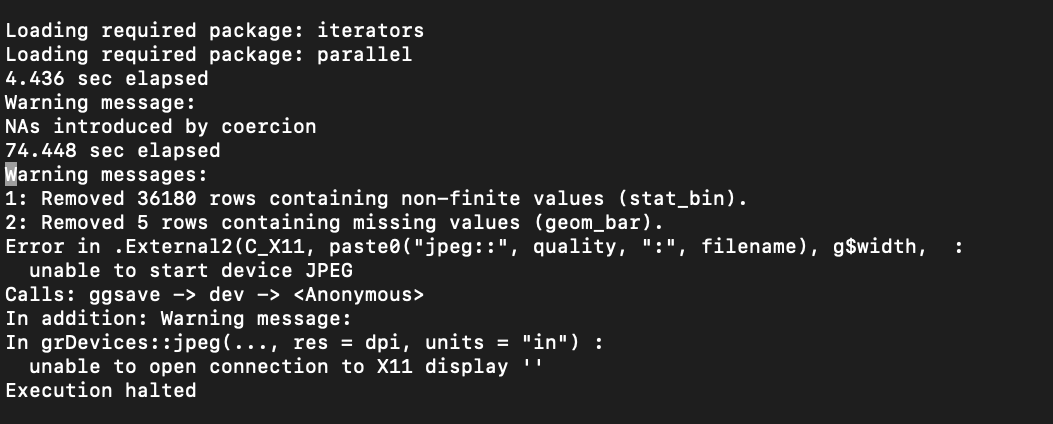 Loading required package: iterators
Loading required package: parallel
4.436 sec elapsed
Warning message:
NAs introduced by coercion
74.448 sec elapsed
Warning messages:
1: Removed 36180 rows containing non-finite values (stat_bin).
2: Removed 5 rows containing missing values (geom_bar).
Error in .External2(C_X11, paste0("jpeg::", quality, ":", filename), g$width,  :
  unable to start device JPEG
Calls: ggsave -> dev -> <Anonymous>
In addition: Warning message:
In grDevices::jpeg(..., res = dpi, units = "in") :
  unable to open connection to X11 display ''
Execution halted